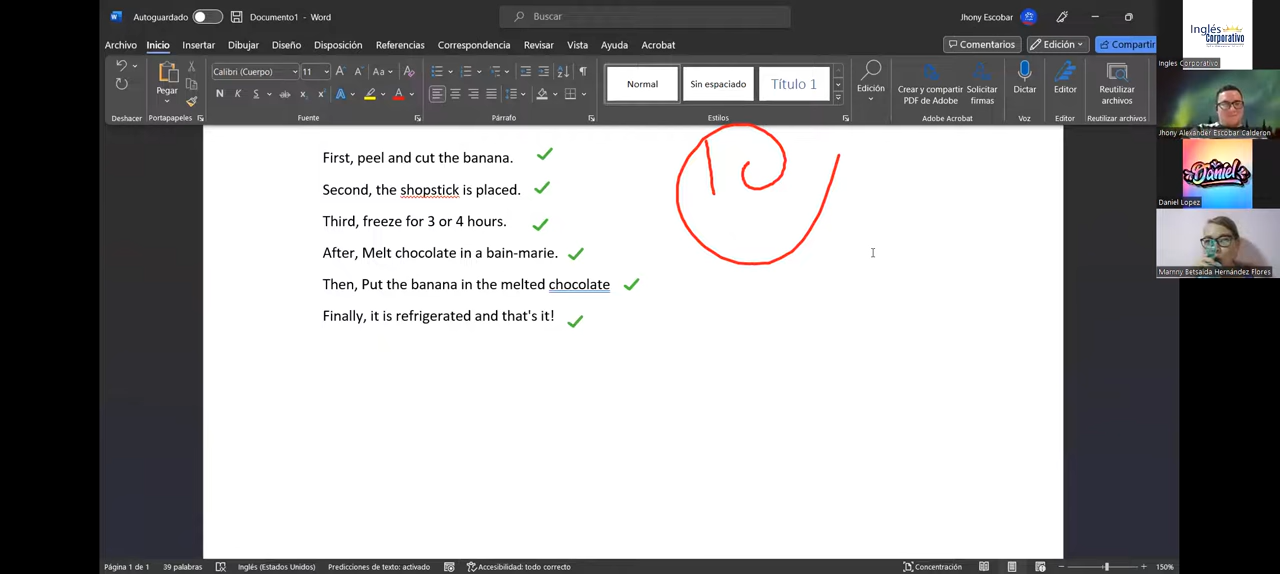 Autoguardado Documento1 - Word Buscar Jhony Escobar
Archivo Inicio Insertar Dibujar Diseño Disposición Referencias Correspondencia Revisar Vista Ayuda Acrobat Comentarios Edición Compartir
Pegar
Calibri (Cuerpo) 11 A A Aa A
N K S ab x x A A
Normal Sin espaciado Título 1
Edición
Crear y compartir PDF de Adobe
Solicitar firmas
Dictar
Editor
Reutilizar archivos
Deshacer Portapapeles Fuente Párrafo Estilos Adobe Acrobat Voz Editor Reutilizar archivos
First, peel and cut the banana.
Second, the shopstick is placed.
Third, freeze for 3 or 4 hours.
After, Melt chocolate in a bain-marie.
Then, Put the banana in the melted chocolate
Finally, it is refrigerated and that's it!
10
Página 1 de 1 39 palabras Inglés (Estados Unidos) Predicciones de texto: activado Accesibilidad: todo correcto Concentración 150%
Inglés
Corporativo
Ingles Corporativo
Jhony Alexander Escobar Calderon
Daniel
Daniel Lopez
Marnny Betsaida Hernández Flores